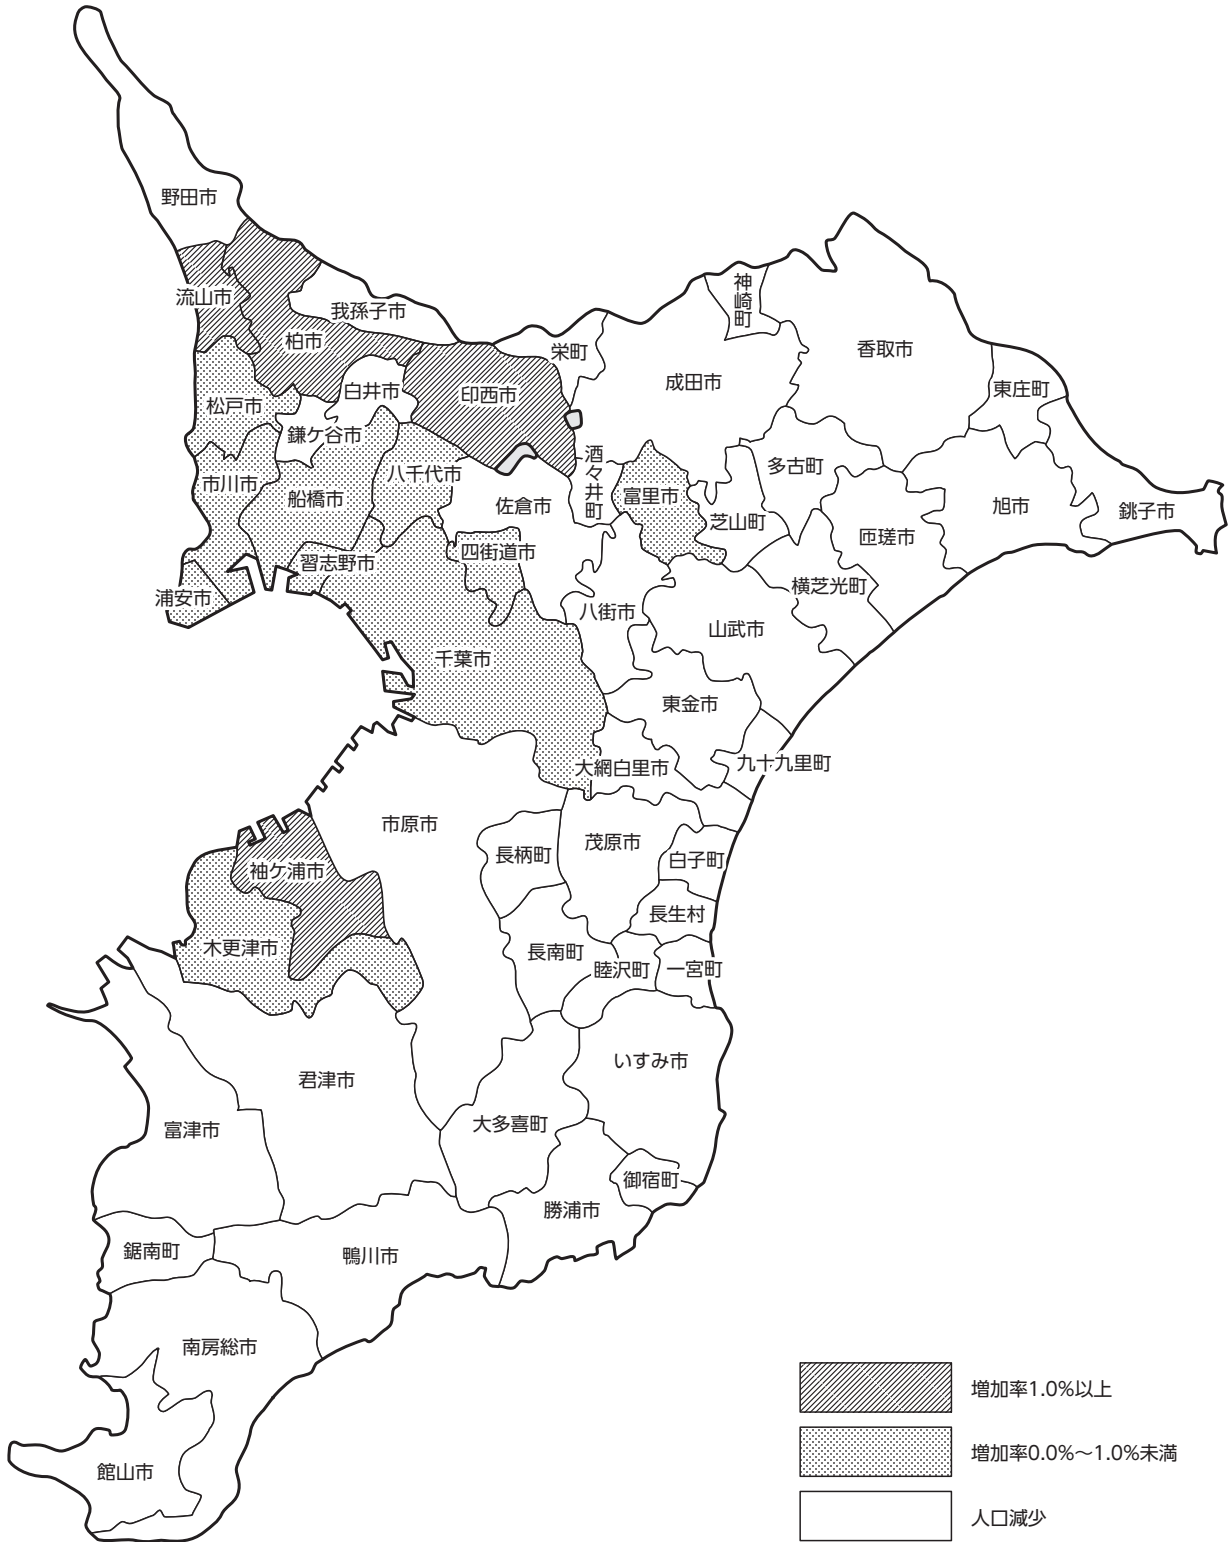 野田市
流山市
我孫子市
柏市
栄町
神崎町
香取市
成田市
東庄町
白井市
印西市
松戸市
鎌ケ谷市
市川市
船橋市
八千代市
佐倉市
酒々井町
富里市
多古町
芝山町
匝瑳市
旭市
銚子市
習志野市
四街道市
浦安市
八街市
横芝光町
山武市
千葉市
東金市
大網白里市
九十九里町
市原市
長柄町
茂原市
白子町
袖ケ浦市
長生村
木更津市
長南町
睦沢町
一宮町
いすみ市
君津市
大多喜町
富津市
御宿町
勝浦市
鋸南町
鴨川市
南房総市
館山市
増加率1.0%以上
増加率0.0%〜1.0%未満
人口減少